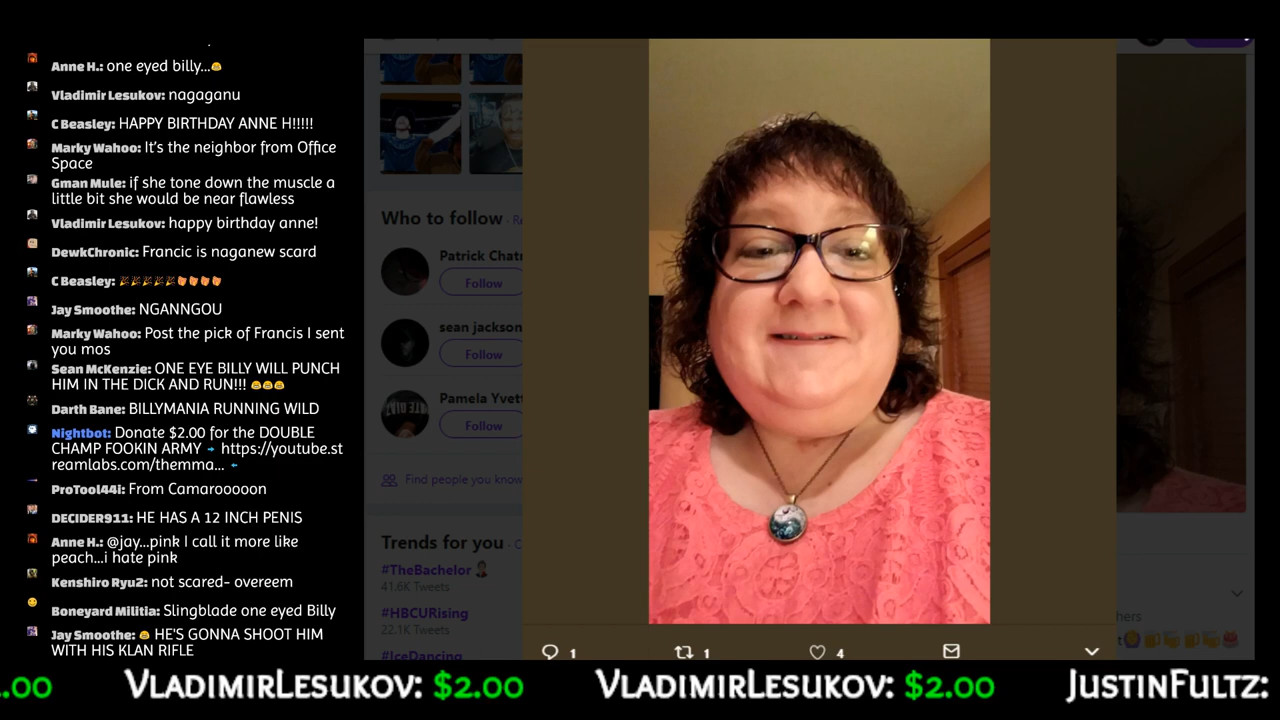 Anne H.: one eyed billy...
Vladimir Lesukov: nagaganu
C Beasley: HAPPY BIRTHDAY ANNE H!!!!!
Marky Wahoo: It's the neighbor from Office
Space
Gman Mule: if she tone down the muscle a
little bit she would be near flawless
Vladimir Lesukov: happy birthday anne!
DewkChronic: Francic is naganew scard
C Beasley:
Jay Smoothe: NGANNGOU
Marky Wahoo: Post the pick of Francis I sent
you mos
Sean McKenzie: ONE EYE BILLY WILL PUNCH
HIM IN THE DICK AND RUN!!!
Darth Bane: BILLYMANIA RUNNING WILD
Nightbot: Donate $2.00 for the DOUBLE
CHAMP FOOKIN ARMY → https://youtube.st
reamlabs.com/themma... ←
ProTool44i: From Camarooooon
DECIDER911: HE HAS A 12 INCH PENIS
Anne H.: @jay...pink I call it more like
peach...i hate pink
Kenshiro Ryu2: not scared- overeem
Boneyard Militia: Slingblade one eyed Billy
Jay Smoothe: HE'S GONNA SHOOT HIM
WITH HIS KLAN RIFLE
Who to follow
Patrick Chatr
Follow
sean jackson
Follow
Pamela Yvett
Follow
Find people you know
Trends for you
#TheBachelor
41.6K Tweets
#HBCURising
22.1K Tweets
#IceDancing
1 1 4
hers
.00 VLADIMIRLESUKOV: $2.00 VLADIMIRLESUKOV: $2.00 JUSTINFULTZ: